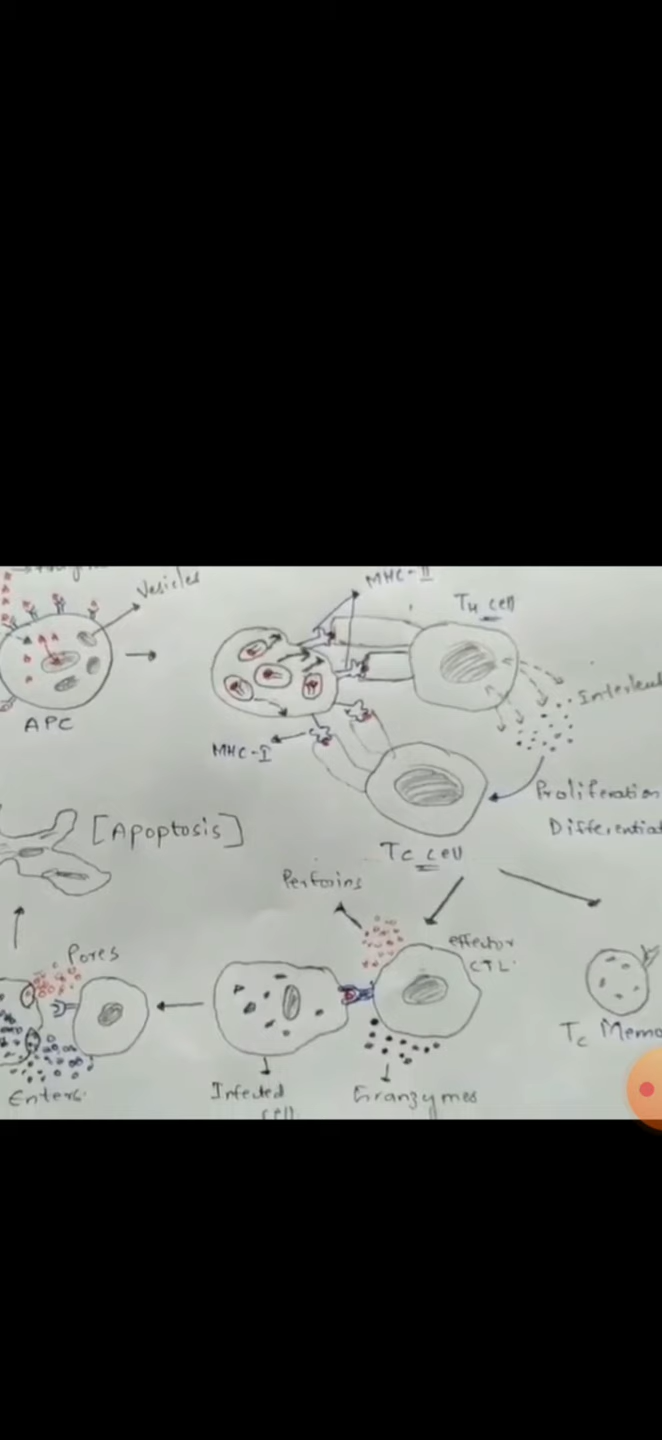 Vesicles
MHC-II
TH cell
APC
MHC-I
Proliferation
[Apoptosis]
Tc cell
Perforins
effector
CTL
Pores
Tc
Enters
Infected
cell
Granzymes